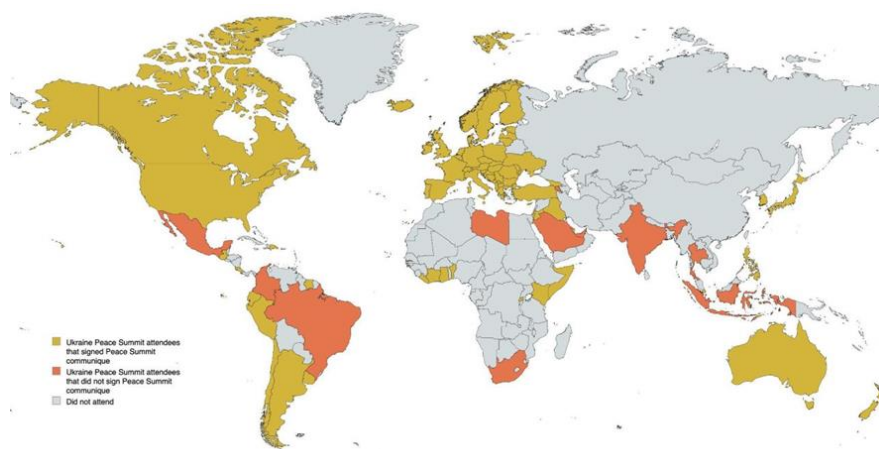 Ukraine Peace Summit attendees
that signed Peace Summit
communique
Ukraine Peace Summit attendees
that did not sign Peace Summit
communique
Did not attend